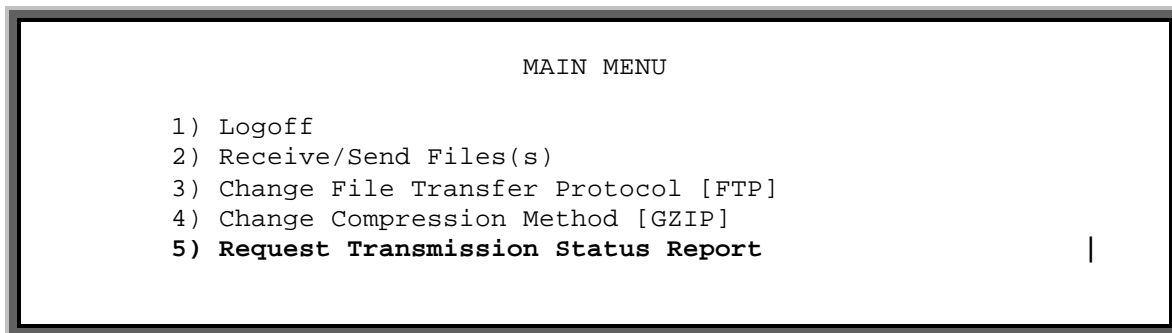 MAIN MENU
1) Logoff
2) Receive/Send Files(s)
3) Change File Transfer Protocol [FTP]
4) Change Compression Method [GZIP]
5) Request Transmission Status Report |